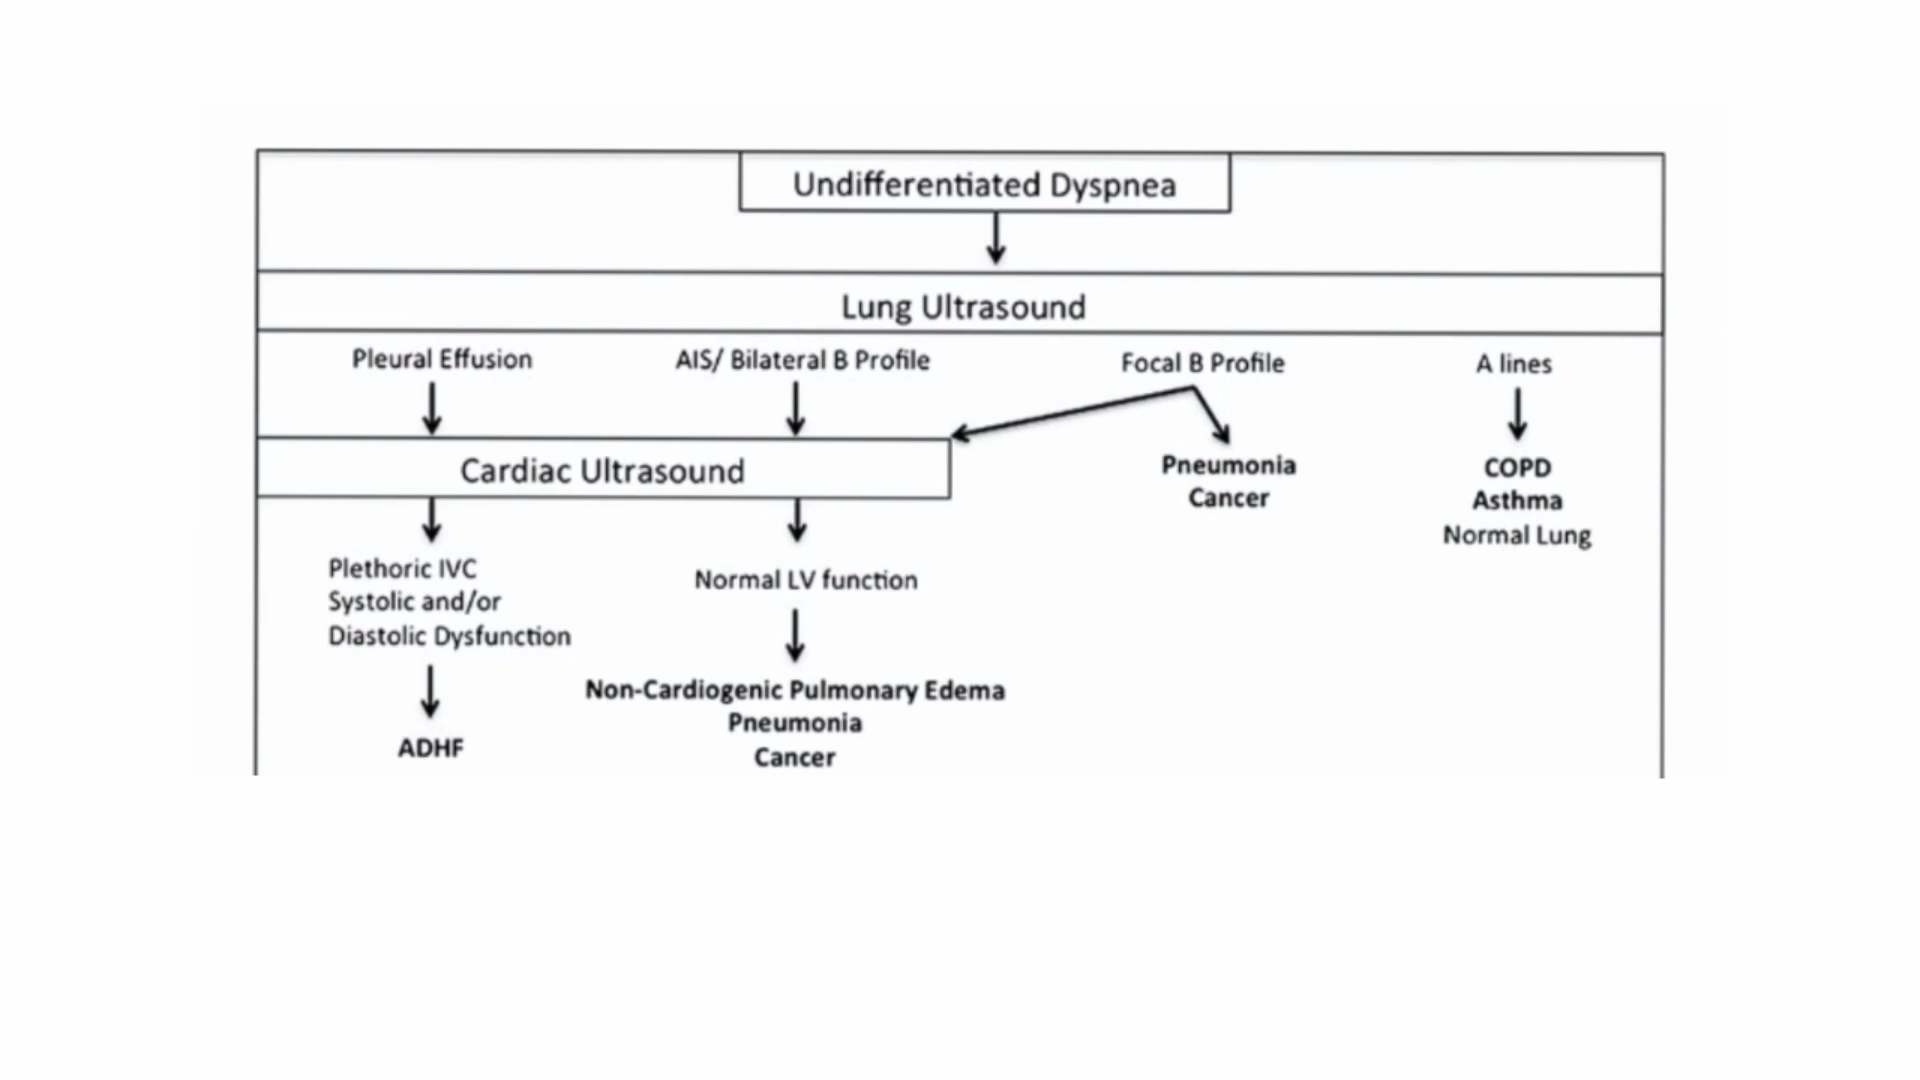 Undifferentiated Dyspnea
Lung Ultrasound
Pleural Effusion
AIS/ Bilateral B Profile
Focal B Profile
A lines
Cardiac Ultrasound
Pneumonia
Cancer
COPD
Asthma
Normal Lung
Plethoric IVC
Systolic and/or
Diastolic Dysfunction
ADHF
Normal LV function
Non-Cardiogenic Pulmonary Edema
Pneumonia
Cancer